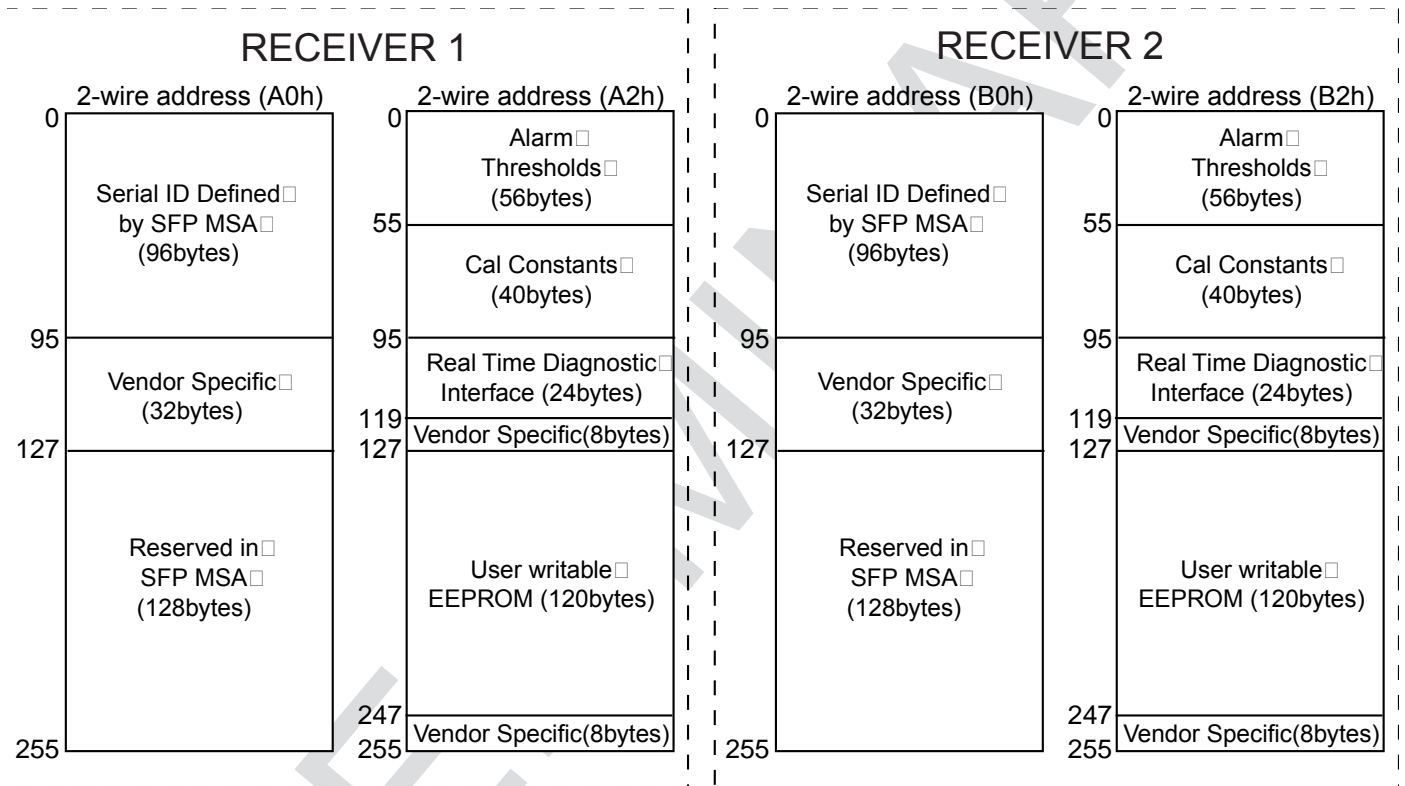 RECEIVER 1
2-wire address (A0h)
0
Serial ID Defined
by SFP MSA
(96bytes)
95
Vendor Specific
(32bytes)
127
Reserved in
SFP MSA
(128bytes)
255
2-wire address (A2h)
0
Alarm
Thresholds
(56bytes)
55
Cal Constants
(40bytes)
95
Real Time Diagnostic
Interface (24bytes)
119
Vendor Specific(8bytes)
127
User writable
EEPROM (120bytes)
247
Vendor Specific(8bytes)
255
RECEIVER 2
2-wire address (B0h)
0
Serial ID Defined
by SFP MSA
(96bytes)
95
Vendor Specific
(32bytes)
127
Reserved in
SFP MSA
(128bytes)
255
2-wire address (B2h)
0
Alarm
Thresholds
(56bytes)
55
Cal Constants
(40bytes)
95
Real Time Diagnostic
Interface (24bytes)
119
Vendor Specific(8bytes)
127
User writable
EEPROM (120bytes)
247
Vendor Specific(8bytes)
255